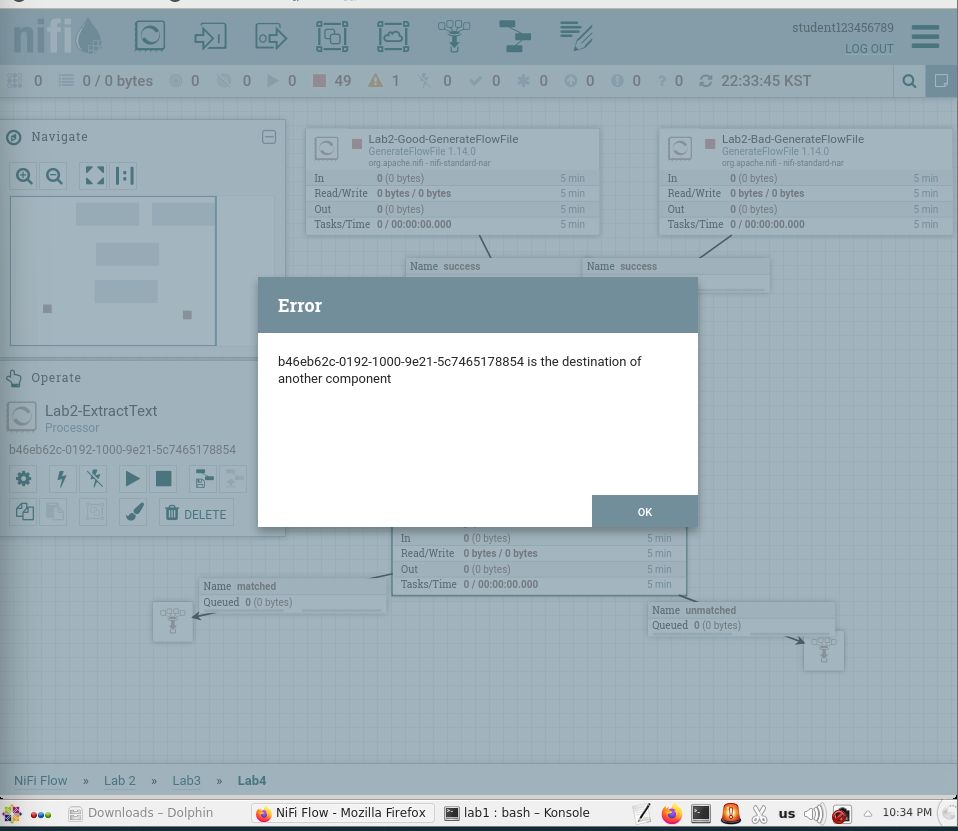 nifi
student123456789
LOG OUT
0
0 / 0 bytes
0
0
0
49
1
0
0
0
0
0
? 0
22:33:45 KST
Navigate
Lab2-Good-GenerateFlowFile
GenerateFlowFile 1.14.0
org.apache.nifi - nifi-standard-nar
In 0 (0 bytes) 5 min
Read/Write 0 bytes / 0 bytes 5 min
Out 0 (0 bytes) 5 min
Tasks/Time 0 / 00:00:00.000 5 min
Lab2-Bad-GenerateFlowFile
GenerateFlowFile 1.14.0
org.apache.nifi - nifi-standard-nar
In 0 (0 bytes) 5 min
Read/Write 0 bytes / 0 bytes 5 min
Out 0 (0 bytes) 5 min
Tasks/Time 0 / 00:00:00.000 5 min
Name success
Name success
Error
b46eb62c-0192-1000-9e21-5c7465178854 is the destination of
another component
OK
Operate
Lab2-ExtractText
Processor
b46eb62c-0192-1000-9e21-5c7465178854
DELETE
In 0 (0 bytes) 5 min
Read/Write 0 bytes / 0 bytes 5 min
Out 0 (0 bytes) 5 min
Tasks/Time 0 / 00:00:00.000 5 min
Name matched
Queued 0 (0 bytes)
Name unmatched
Queued 0 (0 bytes)
NiFi Flow » Lab 2 » Lab3 » Lab4
Downloads – Dolphin
NiFi Flow - Mozilla Firefox
lab1 : bash – Konsole
us
10:34 PM